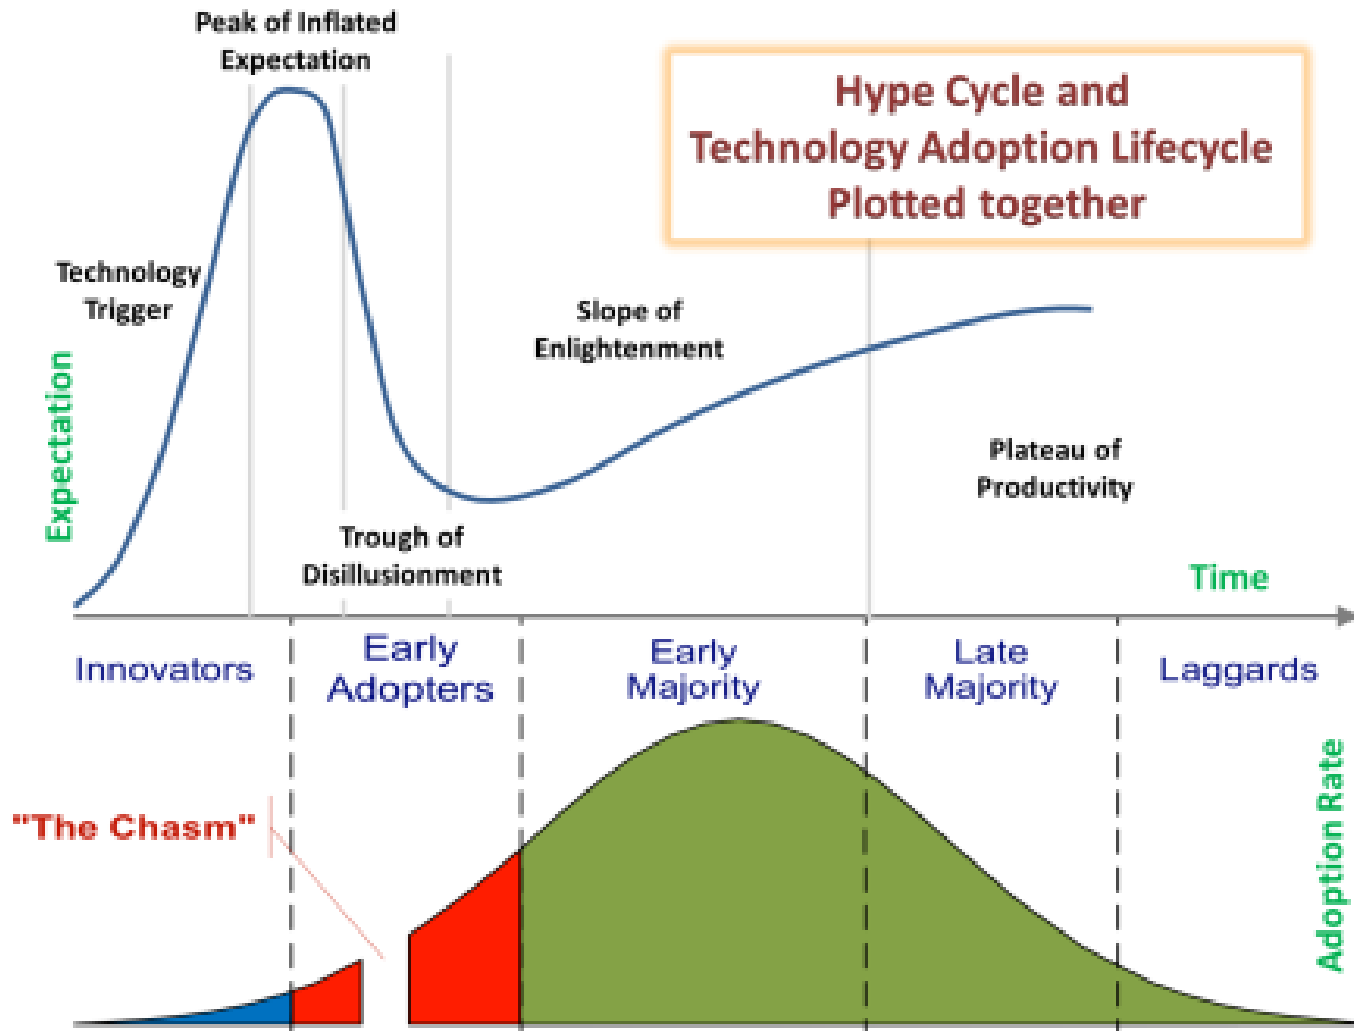 Peak of Inflated
Expectation
Hype Cycle and
Technology Adoption Lifecycle
Plotted together
Technology
Trigger
Slope of
Enlightenment
Expectation
Plateau of
Productivity
Trough of
Disillusionment
Time
Innovators
Early
Adopters
Early
Majority
Late
Majority
Laggards
"The Chasm"
Adoption Rate